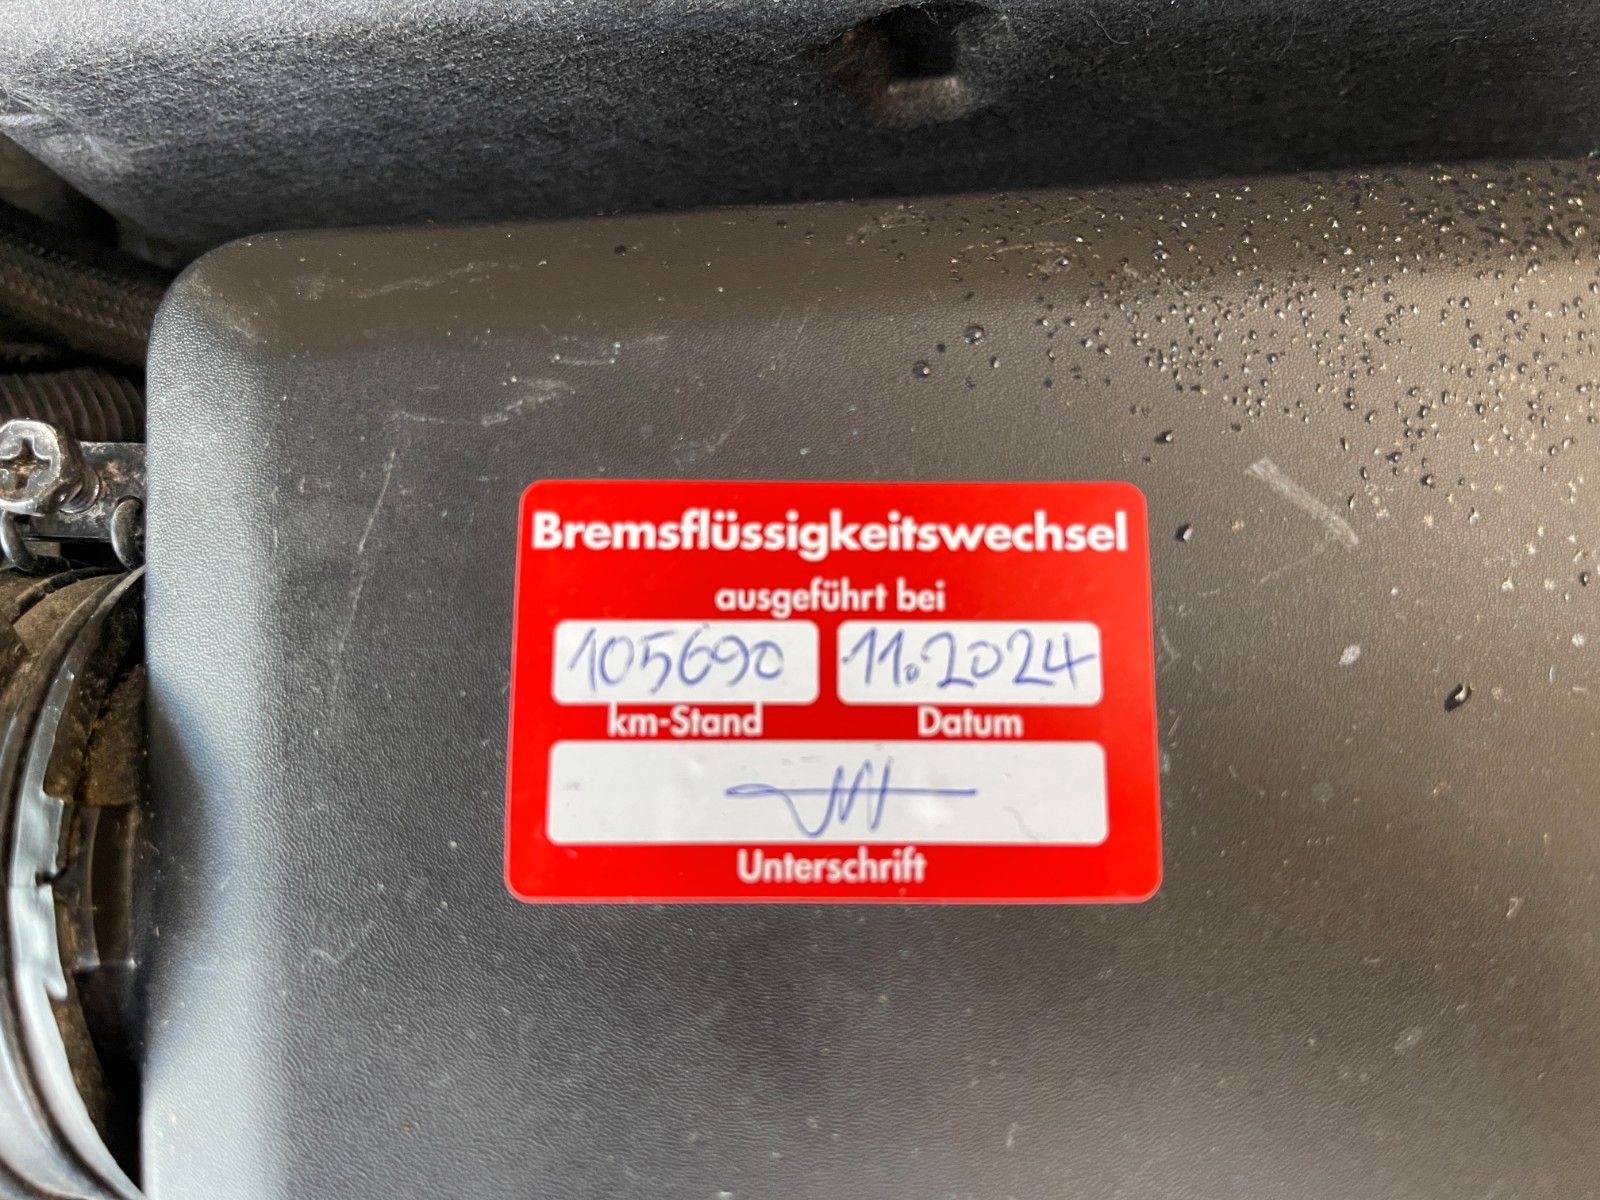 Bremsflüssigkeitswechsel
ausgeführt bei
105690 11.2024
km-Stand Datum
Unterschrift